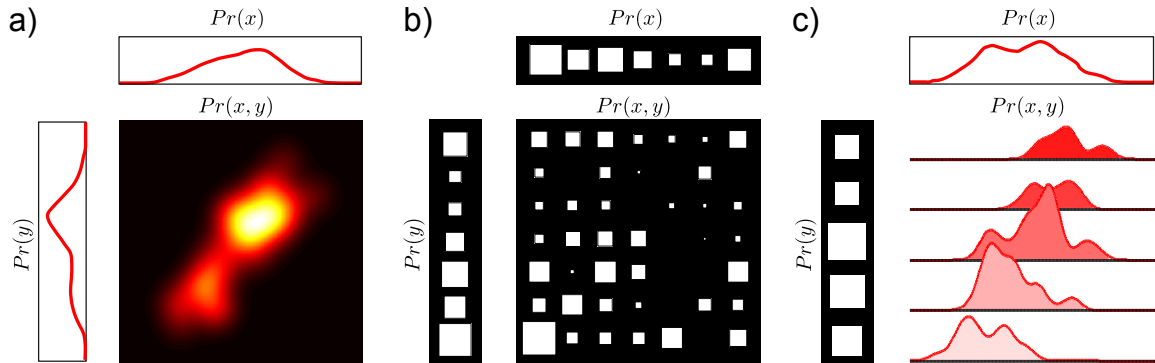 a)
Pr(x)
Pr(x, y)
Pr(y)
b)
Pr(x)
Pr(x, y)
Pr(y)
c)
Pr(x)
Pr(x, y)
Pr(y)